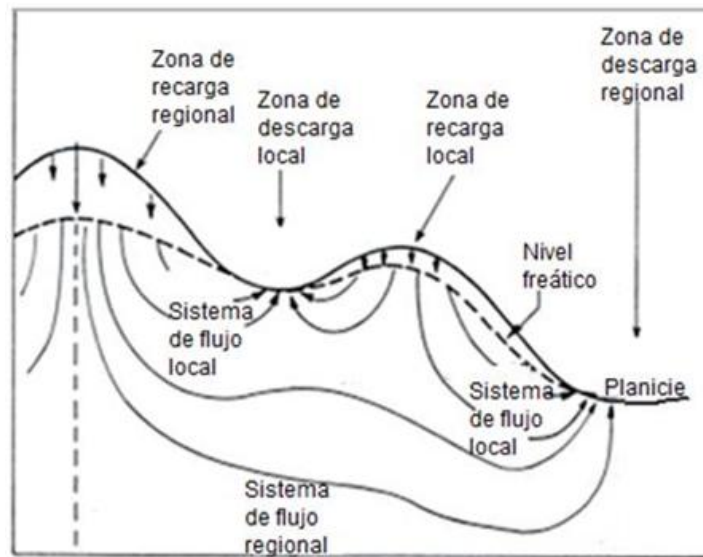 Zona de
recarga
regional
Zona de
descarga
local
Zona de
recarga
local
Zona de
descarga
regional
Nivel
freático
Sistema
de flujo
local
Sistema
de flujo
local
Planicie
Sistema
de flujo
regional